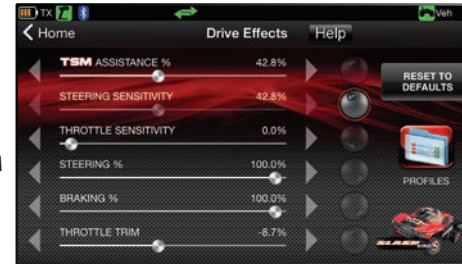 TX
Veh
Home
Drive Effects
Help
TSM ASSISTANCE % 42.8%
STEERING SENSITIVITY 42.8%
THROTTLE SENSITIVITY 0.0%
STEERING % 100.0%
BRAKING % 100.0%
THROTTLE TRIM -8.7%
RESET TO
DEFAULTS
PROFILES
SLASH